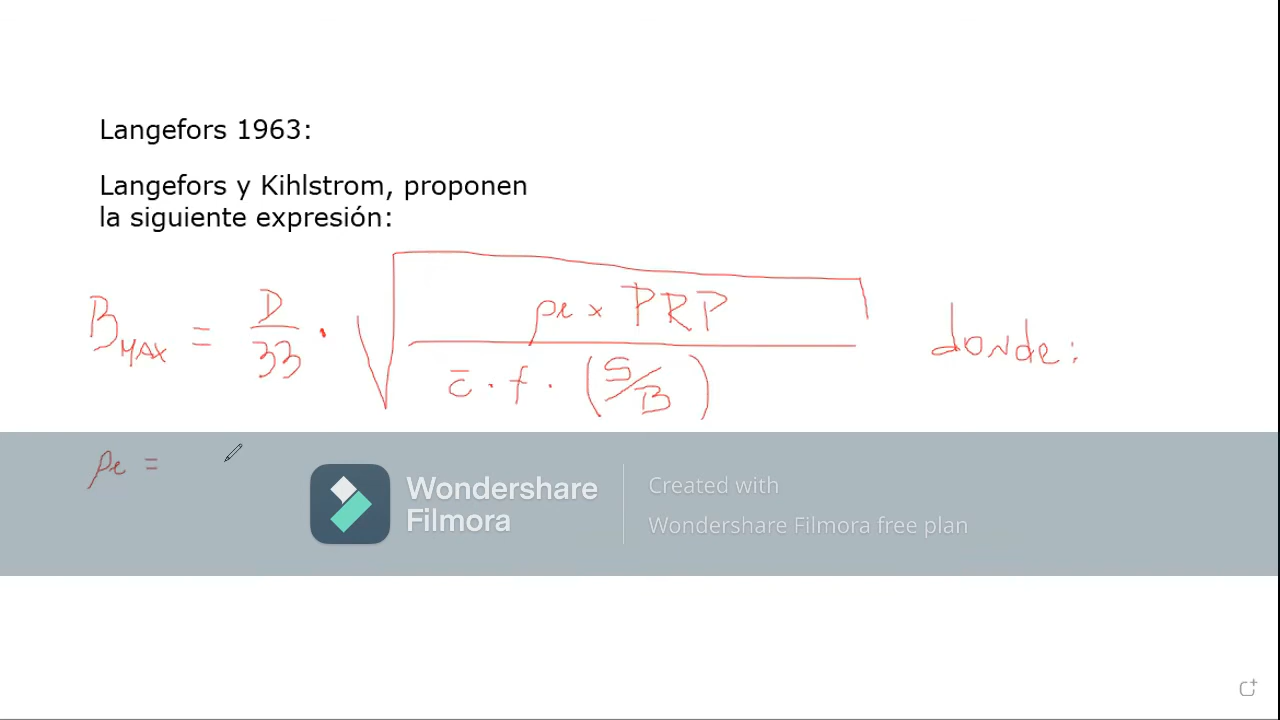 Langefors 1963:
Langefors y Kihlstrom, proponen
la siguiente expresión:
B_MAX = D/33 · √((ρe × PRP) / (c̄ · f · (S/B))) donde:
ρe =
Wondershare Filmora
Created with
Wondershare Filmora free plan